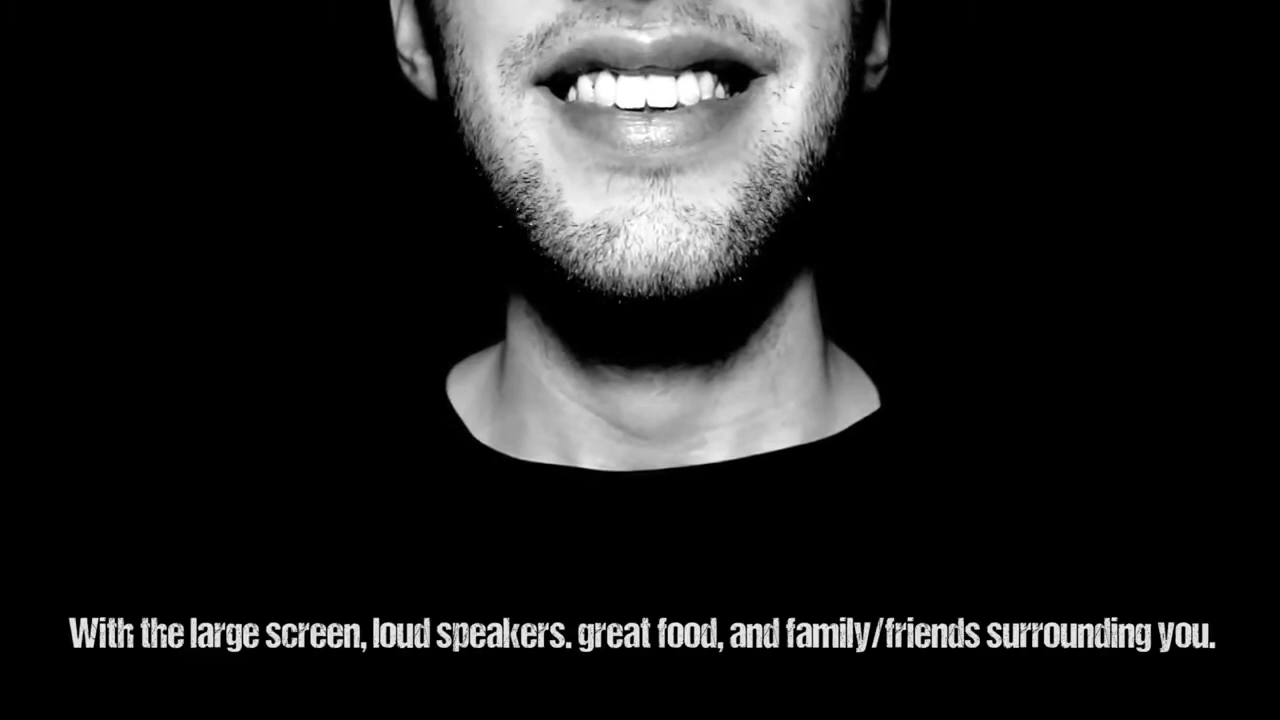 With the large screen, loud speakers. great food, and family/friends surrounding you.